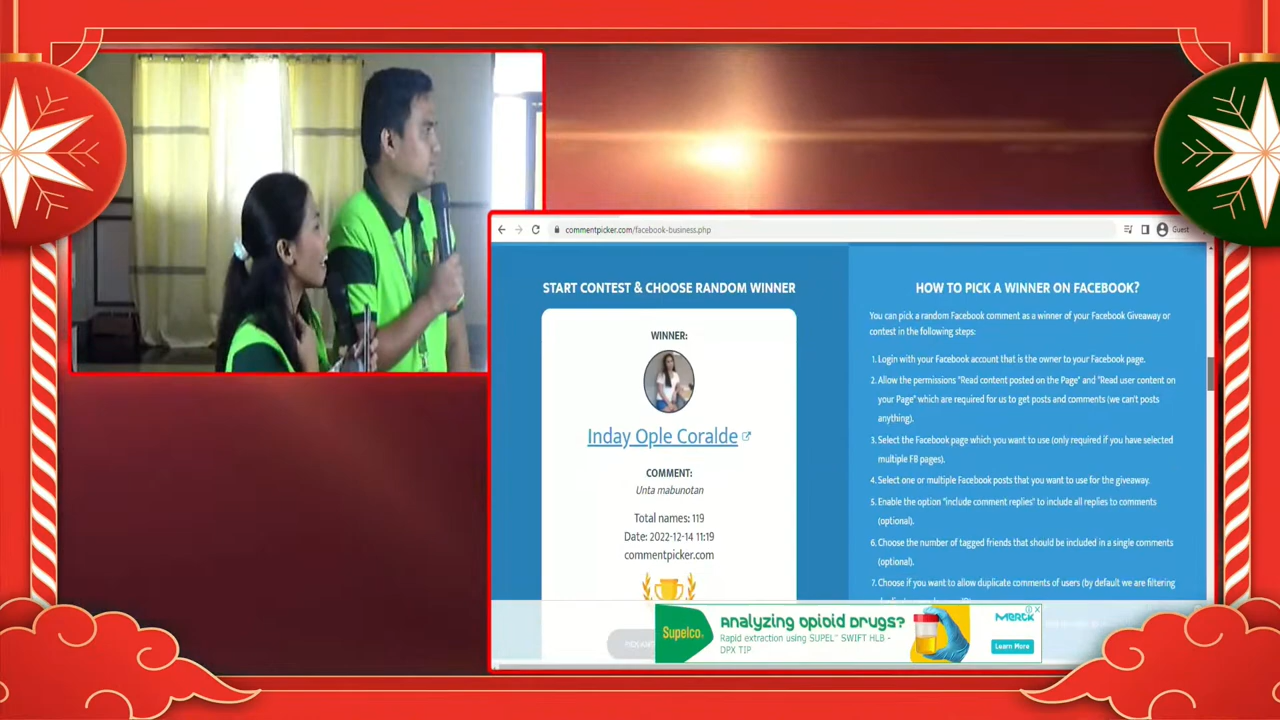 commentpicker.com/facebook-business.php
Guest
START CONTEST & CHOOSE RANDOM WINNER
WINNER:
Inday Ople Coralde
COMMENT:
Unta mabunotan
Total names: 119
Date: 2022-12-14 11:19
commentpicker.com
HOW TO PICK A WINNER ON FACEBOOK?
You can pick a random Facebook comment as a winner of your Facebook Giveaway or
contest in the following steps:
1. Login with your Facebook account that is the owner to your Facebook page.
2. Allow the permissions "Read content posted on the Page" and "Read user content on
your Page" which are required for us to get posts and comments (we can't posts
anything).
3. Select the Facebook page which you want to use (only required if you have selected
multiple FB pages).
4. Select one or multiple Facebook posts that you want to use for the giveaway.
5. Enable the option "include comment replies" to include all replies to comments
(optional).
6. Choose the number of tagged friends that should be included in a single comments
(optional).
7. Choose if you want to allow duplicate comments of users (by default we are filtering
Supelco
Analyzing opioid drugs?
Rapid extraction using SUPEL™ SWIFT HLB -
DPX TIP
MERCK
Learn More